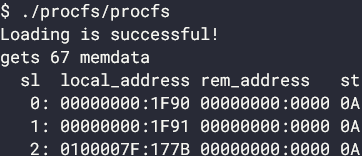 $ ./procfs/procfs
Loading is successful!
gets 67 memdata
sl local_address rem_address st
0: 00000000:1F90 00000000:0000 0A
1: 00000000:1F91 00000000:0000 0A
2: 0100007F:177B 00000000:0000 0A